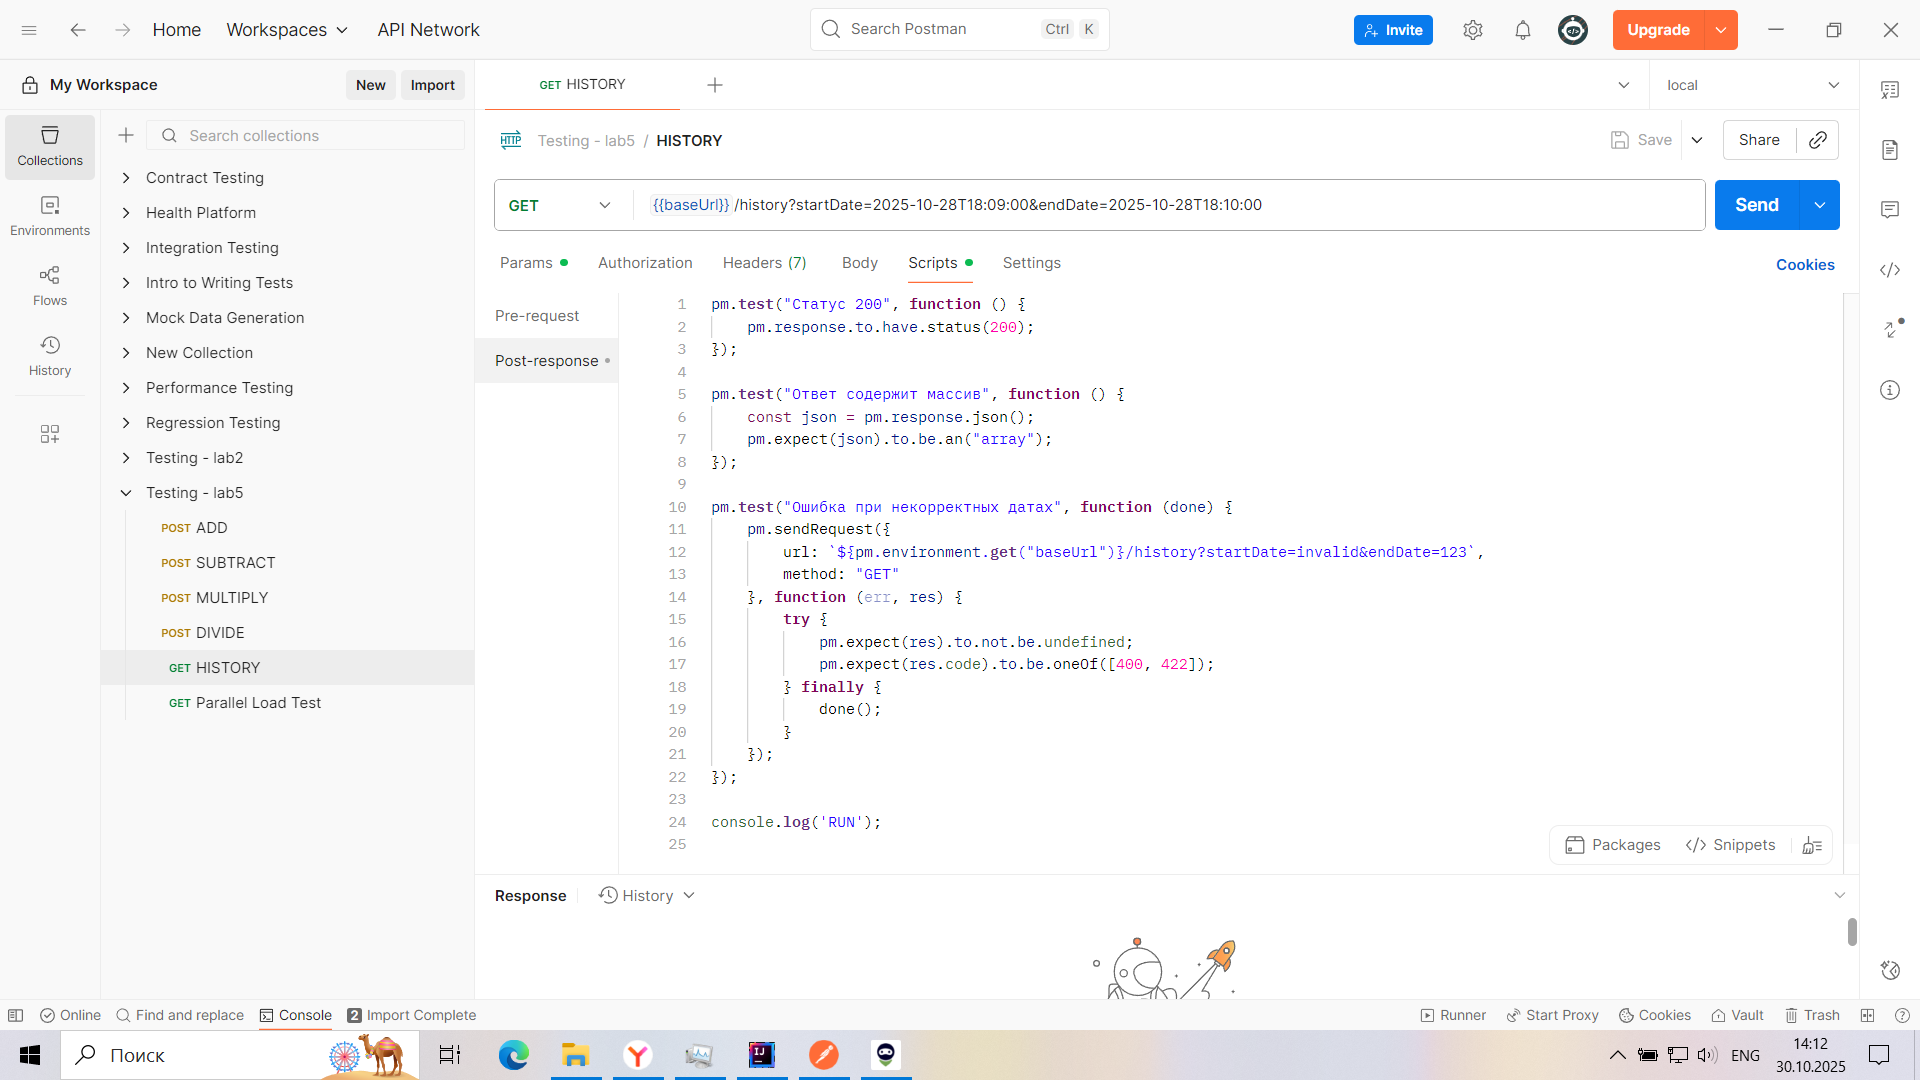 Home
Workspaces
API Network
Search Postman
Ctrl K
Invite
Upgrade
My Workspace
New
Import
GET HISTORY
local
Collections
Environments
Flows
History
Search collections
Contract Testing
Health Platform
Integration Testing
Intro to Writing Tests
Mock Data Generation
New Collection
Performance Testing
Regression Testing
Testing - lab2
Testing - lab5
POST ADD
POST SUBTRACT
POST MULTIPLY
POST DIVIDE
GET HISTORY
GET Parallel Load Test
HTTP Testing - lab5 / HISTORY
Save
Share
GET
{{baseUrl}}/history?startDate=2025-10-28T18:09:00&endDate=2025-10-28T18:10:00
Send
Params
Authorization
Headers (7)
Body
Scripts
Settings
Cookies
Pre-request
Post-response
1 pm.test("Статус 200", function () {
2 pm.response.to.have.status(200);
3 });
4
5 pm.test("Ответ содержит массив", function () {
6 const json = pm.response.json();
7 pm.expect(json).to.be.an("array");
8 });
9
10 pm.test("Ошибка при некорректных датах", function (done) {
11 pm.sendRequest({
12 url: `${pm.environment.get("baseUrl")}/history?startDate=invalid&endDate=123`,
13 method: "GET"
14 }, function (err, res) {
15 try {
16 pm.expect(res).to.not.be.undefined;
17 pm.expect(res.code).to.be.oneOf([400, 422]);
18 } finally {
19 done();
20 }
21 });
22 });
23
24 console.log('RUN');
25
Packages
Snippets
Response
History
Online
Find and replace
Console
2 Import Complete
Runner
Start Proxy
Cookies
Vault
Trash
Поиск
ENG
14:12
30.10.2025